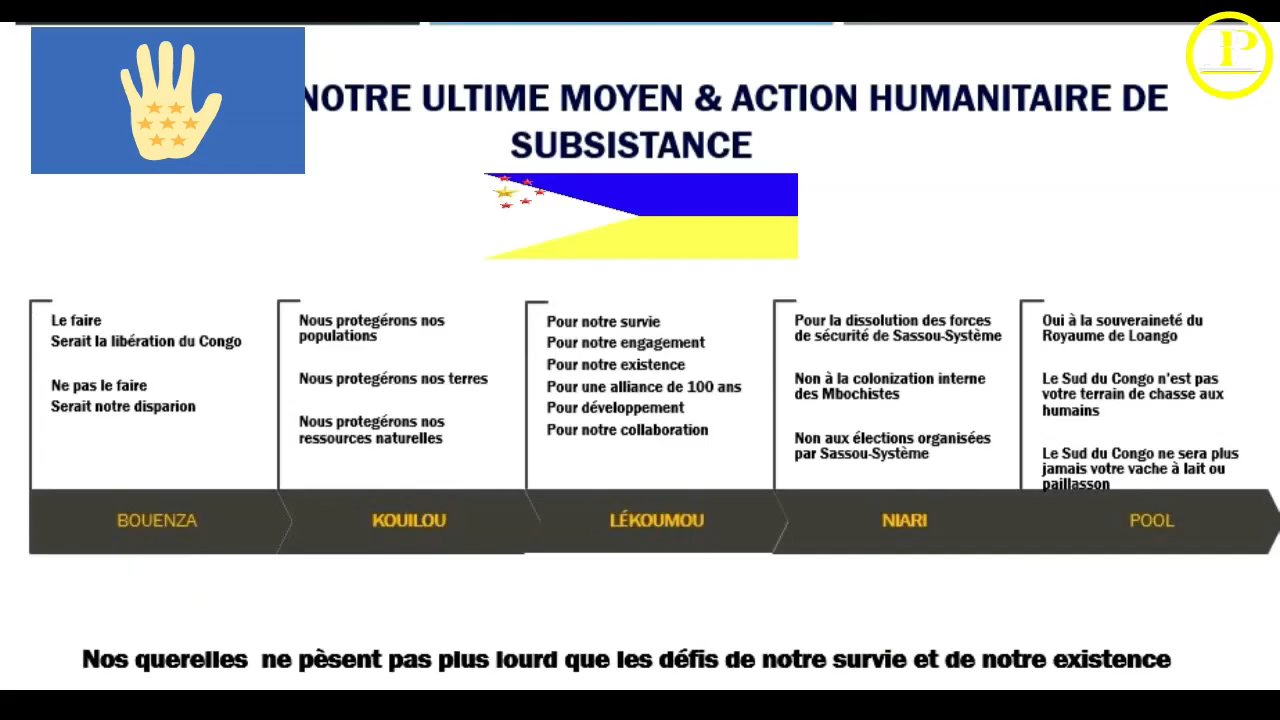 NOTRE ULTIME MOYEN & ACTION HUMANITAIRE DE
SUBSISTANCE
Le faire
Serait la libération du Congo
Ne pas le faire
Serait notre disparion
Nous protegérons nos
populations
Nous protegérons nos terres
Nous protegérons nos
ressources naturelles
Pour notre survie
Pour notre engagement
Pour notre existence
Pour une alliance de 100 ans
Pour développement
Pour notre collaboration
Pour la dissolution des forces
de sécurité de Sassou-Système
Non à la colonization interne
des Mbochistes
Non aux élections organisées
par Sassou-Système
Oui à la souveraineté du
Royaume de Loango
Le Sud du Congo n'est pas
votre terrain de chasse aux
humains
Le Sud du Congo ne sera plus
jamais votre vache à lait ou
paillasson
BOUENZA
KOUILOU
LÉKOUMOU
NIARI
POOL
Nos querelles ne pèsent pas plus lourd que les défis de notre survie et de notre existence
P